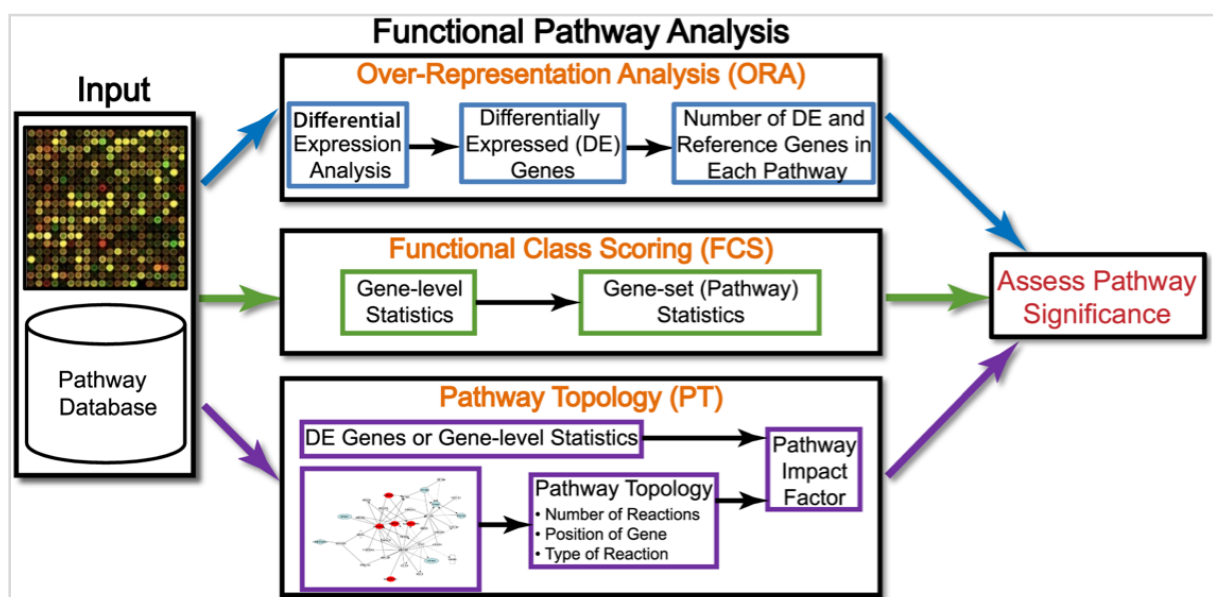 Functional Pathway Analysis
Input
Pathway
Database
Over-Representation Analysis (ORA)
Differential
Expression
Analysis
Differentially
Expressed (DE)
Genes
Number of DE and
Reference Genes in
Each Pathway
Functional Class Scoring (FCS)
Gene-level
Statistics
Gene-set (Pathway)
Statistics
Pathway Topology (PT)
DE Genes or Gene-level Statistics
Pathway Topology
• Number of Reactions
• Position of Gene
• Type of Reaction
Pathway
Impact
Factor
Assess Pathway
Significance